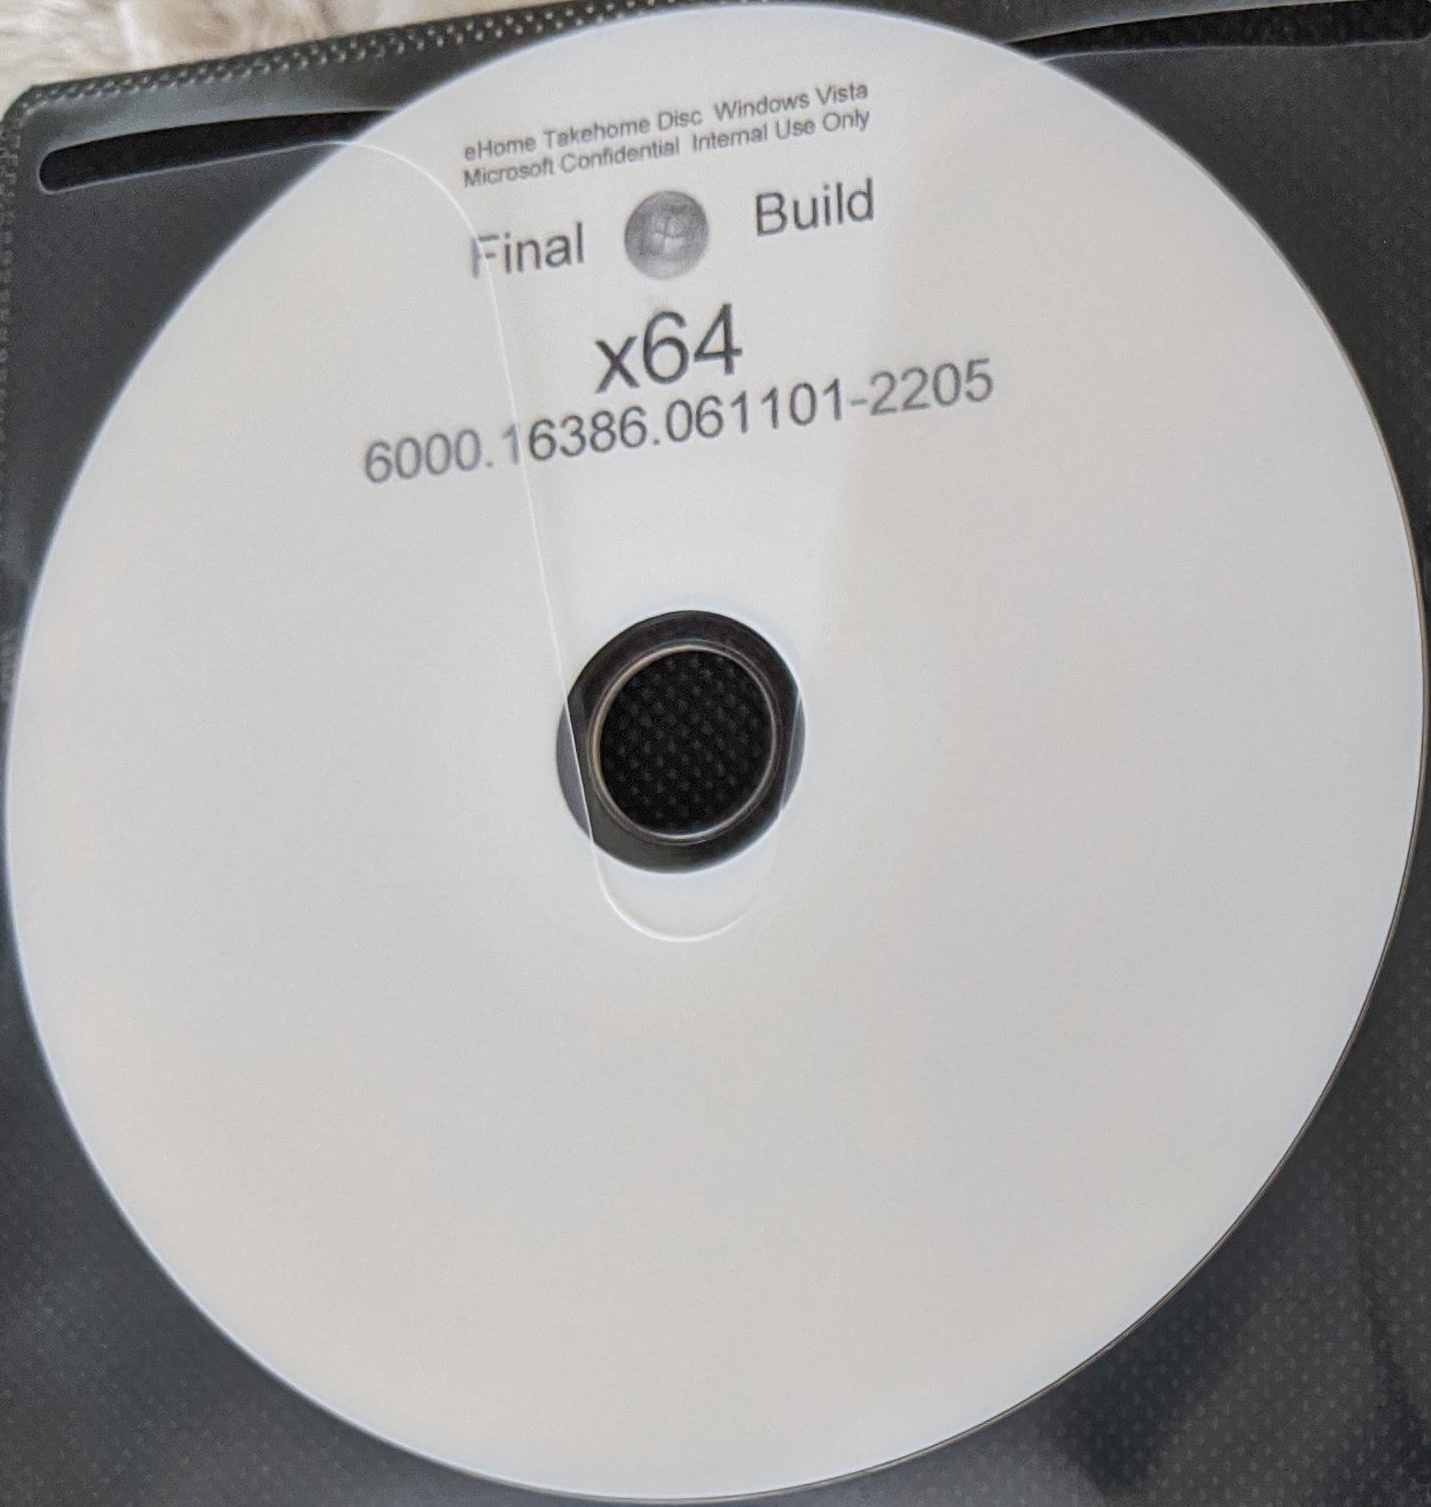 eHome Takehome Disc Windows Vista
Microsoft Confidential Internal Use Only
Final Build
x64
6000.16386.061101-2205